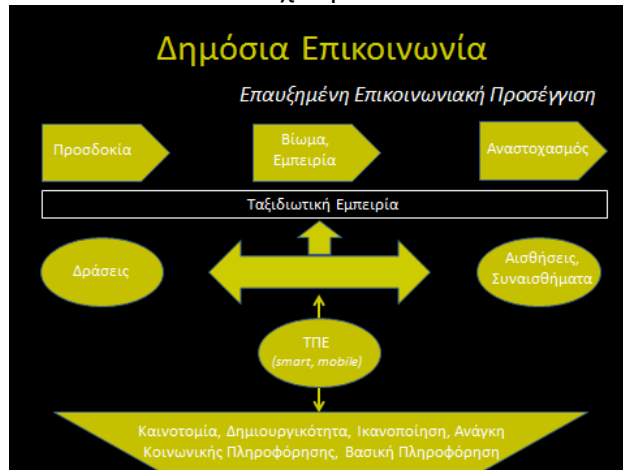 Δημόσια Επικοινωνία
Επαυξημένη Επικοινωνιακή Προσέγγιση
Προσδοκία
Βίωμα,
Εμπειρία
Αναστοχασμός
Ταξιδιωτική Εμπειρία
Δράσεις
Αισθήσεις,
Συναισθήματα
ΤΠΕ
(smart, mobile)
Καινοτομία, Δημιουργικότητα, Ικανοποίηση, Ανάγκη
Κοινωνικής Πληροφόρησης, Βασική Πληροφόρηση